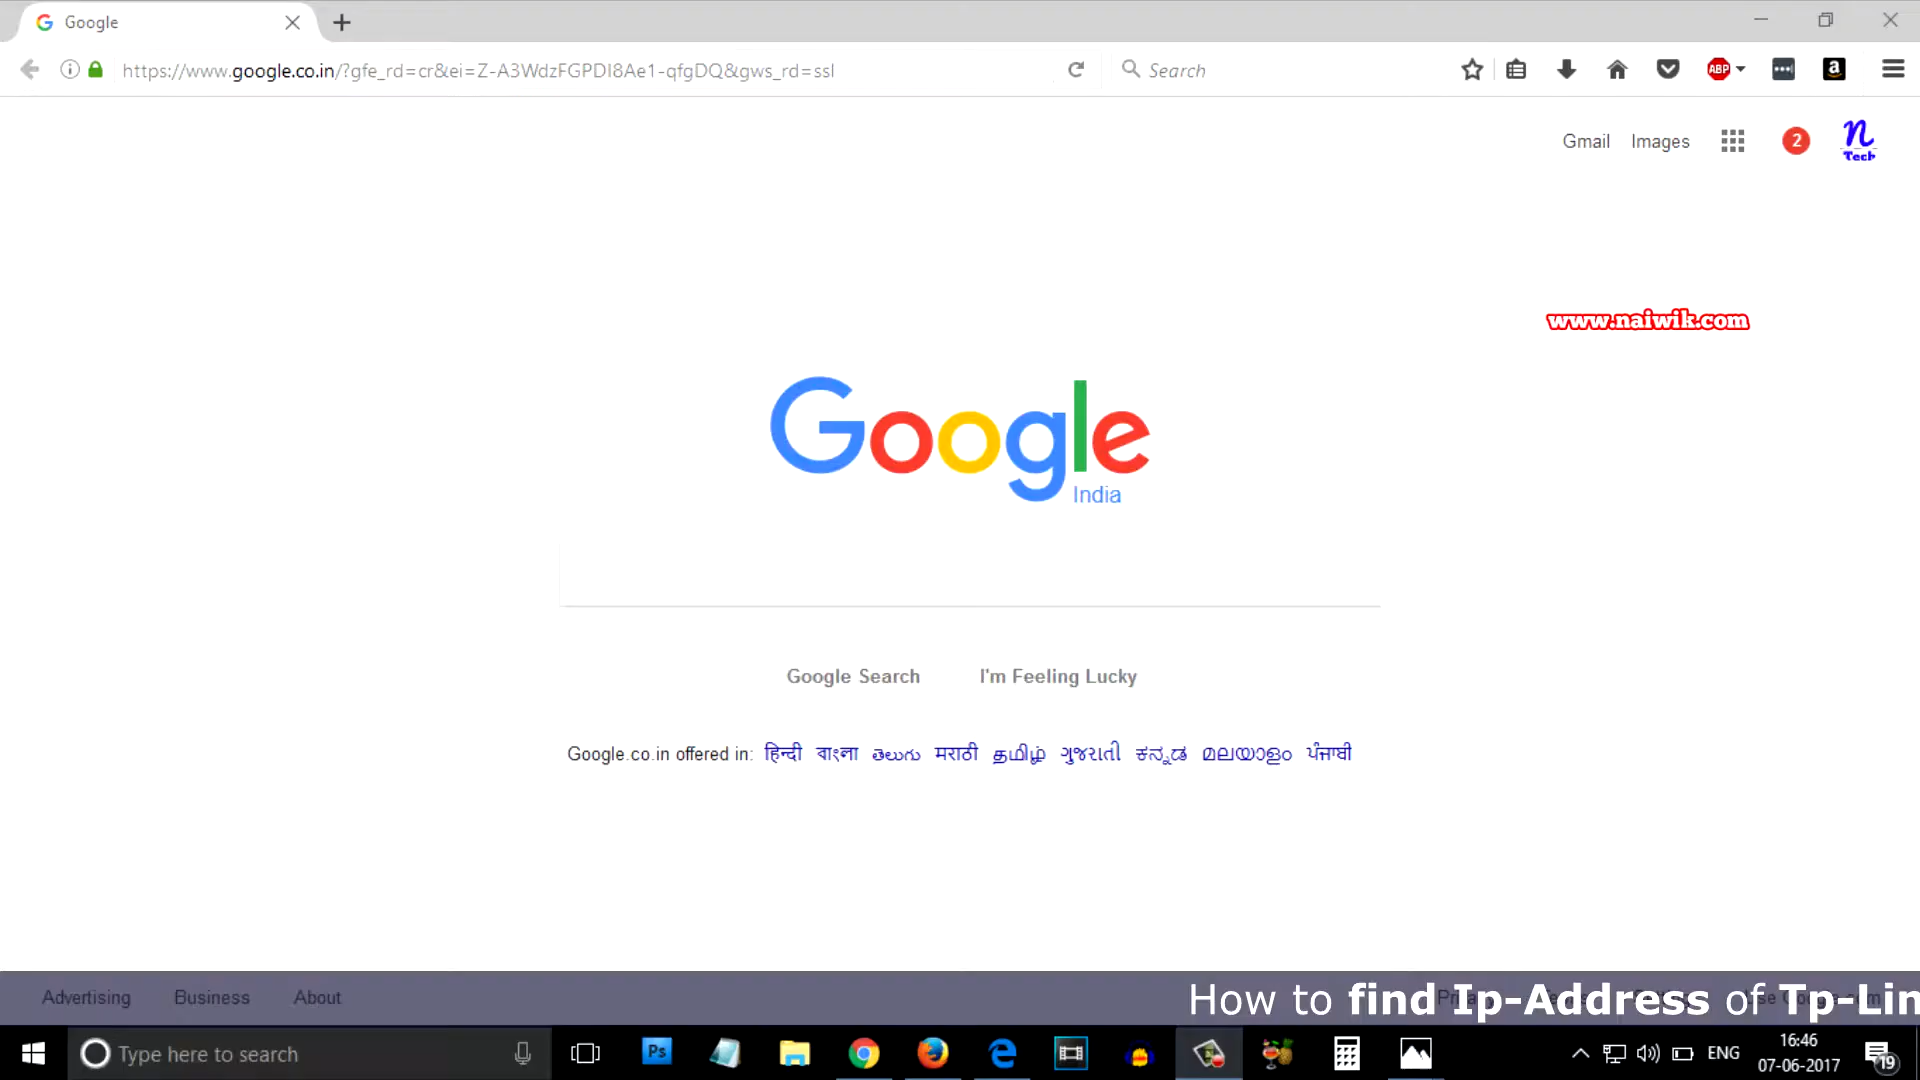 Google
https://www.google.co.in/?gfe_rd=cr&ei=Z-A3WdzFGPDI8Ae1-qfgDQ&gws_rd=ssl
Search
ABP
a
Gmail Images 2 n Tech
www.naiwik.com
Google
India
Google Search I'm Feeling Lucky
Google.co.in offered in: हिन्दी বাংলা తెలుగు मराठी தமிழ் ગુજરાતી ಕನ್ನಡ മലയാളം ਪੰਜਾਬੀ
Advertising Business About
How to find Ip-Address of Tp-Lin
Type here to search
Ps
ENG
16:46
07-06-2017
19